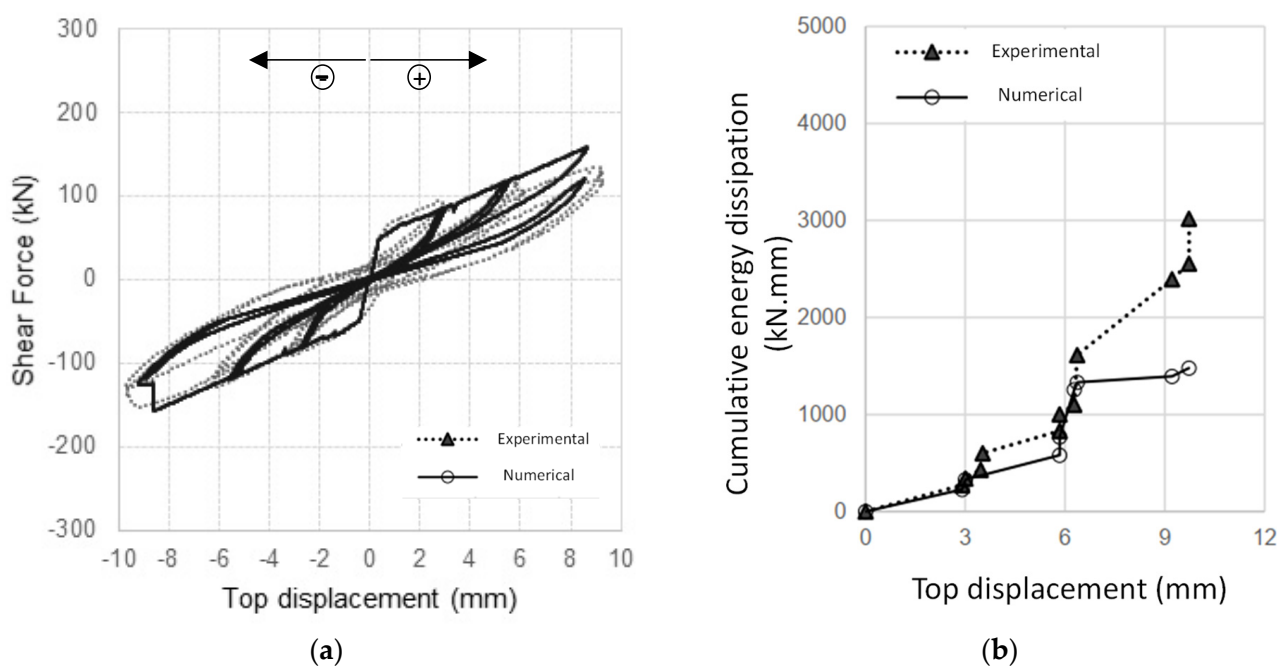 300
200
100
0
-100
-200
-300
-10 -8 -6 -4 -2 0 2 4 6 8 10
Shear Force (kN)
Top displacement (mm)
- +
Experimental
Numerical
(a)
5000
4000
3000
2000
1000
0
0 3 6 9 12
Cumulative energy dissipation
(kN.mm)
Top displacement (mm)
Experimental
Numerical
(b)